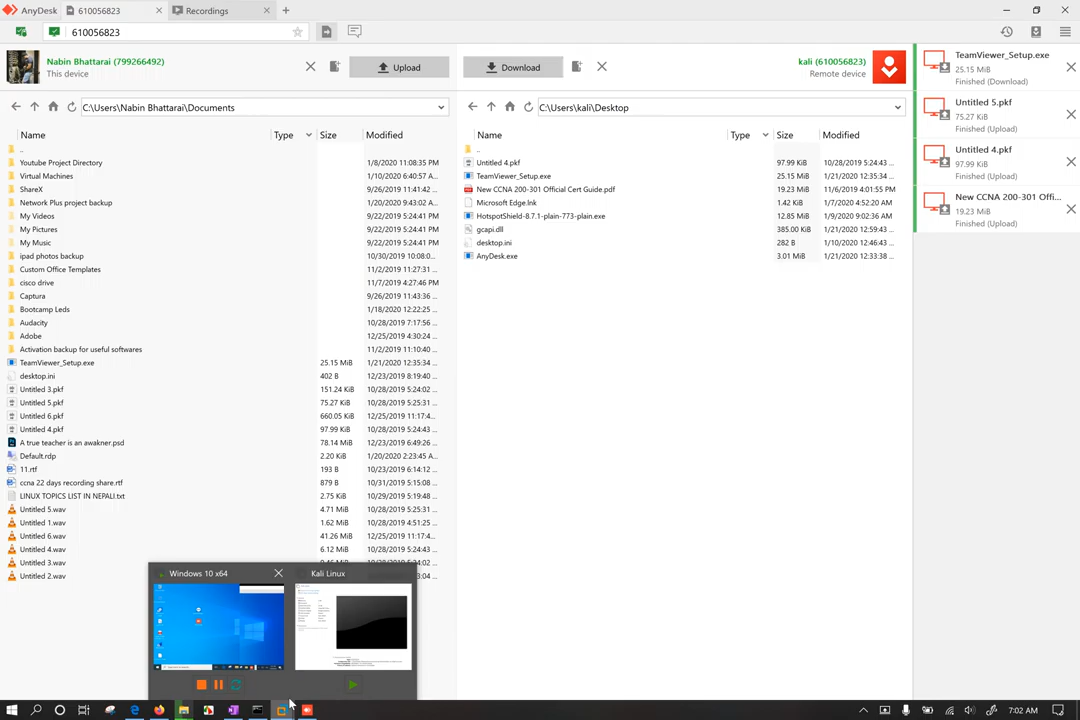 AnyDesk 610056823 Recordings
610056823
Nabin Bhattarai (799266492)
This device
Upload
Download
kali (610056823)
Remote device
C:\Users\Nabin Bhattarai\Documents
C:\Users\kali\Desktop
Name Type Size Modified
..
Youtube Project Directory 1/8/2020 11:08:35 PM
Virtual Machines 1/10/2020 6:40:57 A...
ShareX 9/26/2019 11:41:42 ...
Network Plus project backup 1/20/2020 9:43:02 A...
My Videos 9/22/2019 5:24:41 PM
My Pictures 9/22/2019 5:24:41 PM
My Music 9/22/2019 5:24:41 PM
ipad photos backup 10/30/2019 10:08:0...
Custom Office Templates 11/2/2019 11:27:31 ...
cisco drive 11/7/2019 4:27:46 PM
Captura 9/26/2019 11:43:36 ...
Bootcamp Leds 1/18/2020 12:22:25 ...
Audacity 10/28/2019 7:17:56 ...
Adobe 12/25/2019 4:27:40 ...
Activation backup for useful softwares 11/2/2019 11:10:40 ...
TeamViewer_Setup.exe 25.15 MiB 1/21/2020 12:35:34 ...
desktop.ini 402 B 12/23/2019 8:19:40 ...
Untitled 3.pkf 151.24 KiB 10/28/2019 5:24:02 ...
Untitled 5.pkf 75.27 KiB 10/28/2019 5:25:31 ...
Untitled 6.pkf 660.05 KiB 12/25/2019 11:17:4...
Untitled 4.pkf 97.99 KiB 10/28/2019 5:24:43 ...
A true teacher is an awakner.psd 78.14 MiB 12/23/2019 6:49:26 ...
Default.rdp 2.20 KiB 1/20/2020 2:23:45 A...
11.rtf 193 B 10/23/2019 6:14:12 ...
ccna 22 days recording share.rtf 879 B 10/31/2019 5:15:08 ...
LINUX TOPICS LIST IN NEPALI.txt 2.75 KiB 10/29/2019 5:19:48 ...
Untitled 5.wav 4.71 MiB 10/28/2019 5:25:31 ...
Untitled 1.wav 1.62 MiB 10/28/2019 4:51:25 ...
Untitled 6.wav 41.26 MiB 12/25/2019 11:17:4...
Untitled 4.wav 6.12 MiB 10/28/2019 5:24:43 ...
Untitled 3.wav
Untitled 2.wav
Name Type Size Modified
..
Untitled 4.pkf 97.99 KiB 10/28/2019 5:24:43 ...
TeamViewer_Setup.exe 25.15 MiB 1/21/2020 12:35:34 ...
New CCNA 200-301 Official Cert Guide.pdf 19.23 MiB 11/6/2019 4:01:55 PM
Microsoft Edge.lnk 1.42 KiB 1/7/2020 4:52:20 AM
HotspotShield-8.7.1-plain-773-plain.exe 12.85 MiB 1/9/2020 9:02:36 AM
gcapi.dll 385.00 KiB 1/21/2020 12:59:43 ...
desktop.ini 282 B 1/10/2020 12:46:43 ...
AnyDesk.exe 3.01 MiB 1/21/2020 12:33:38 ...
TeamViewer_Setup.exe
25.15 MiB
Finished (Download)
Untitled 5.pkf
75.27 KiB
Finished (Upload)
Untitled 4.pkf
97.99 KiB
Finished (Upload)
New CCNA 200-301 Offi...
19.23 MiB
Finished (Upload)
Windows 10 x64 Kali Linux
7:02 AM